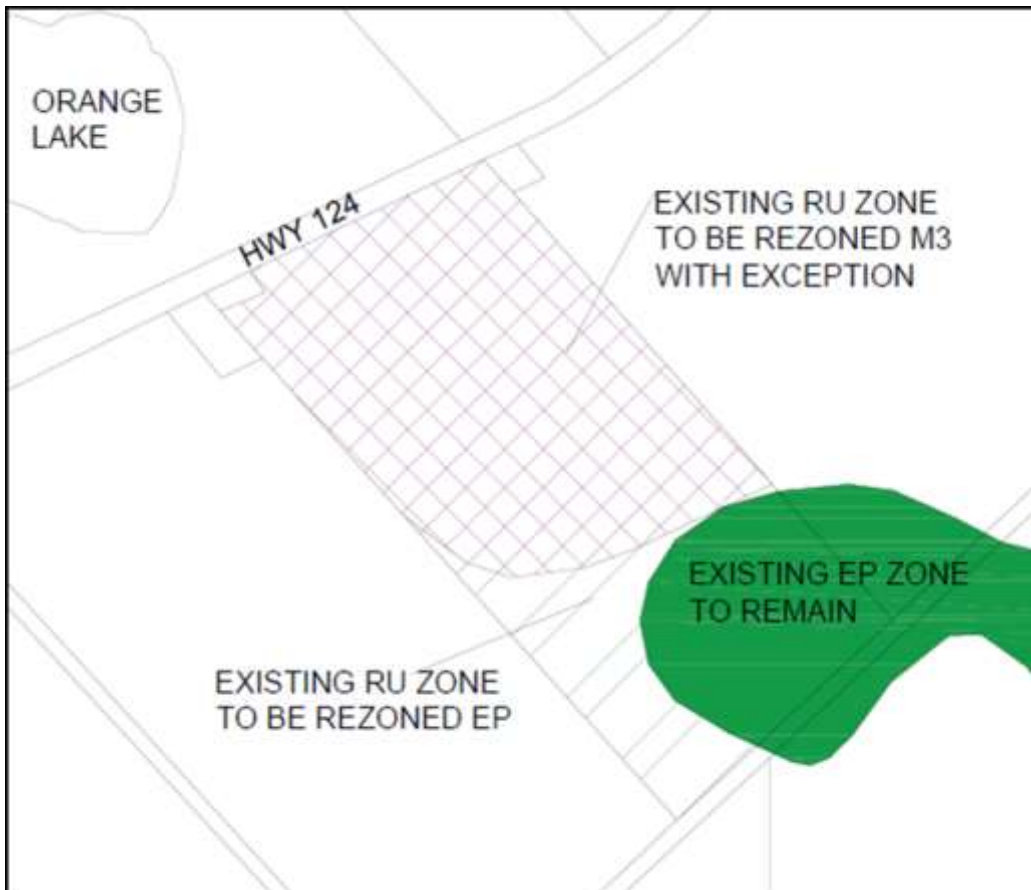 ORANGE
LAKE
HWY 124
EXISTING RU ZONE
TO BE REZONED M3
WITH EXCEPTION
EXISTING EP ZONE
TO REMAIN
EXISTING RU ZONE
TO BE REZONED EP